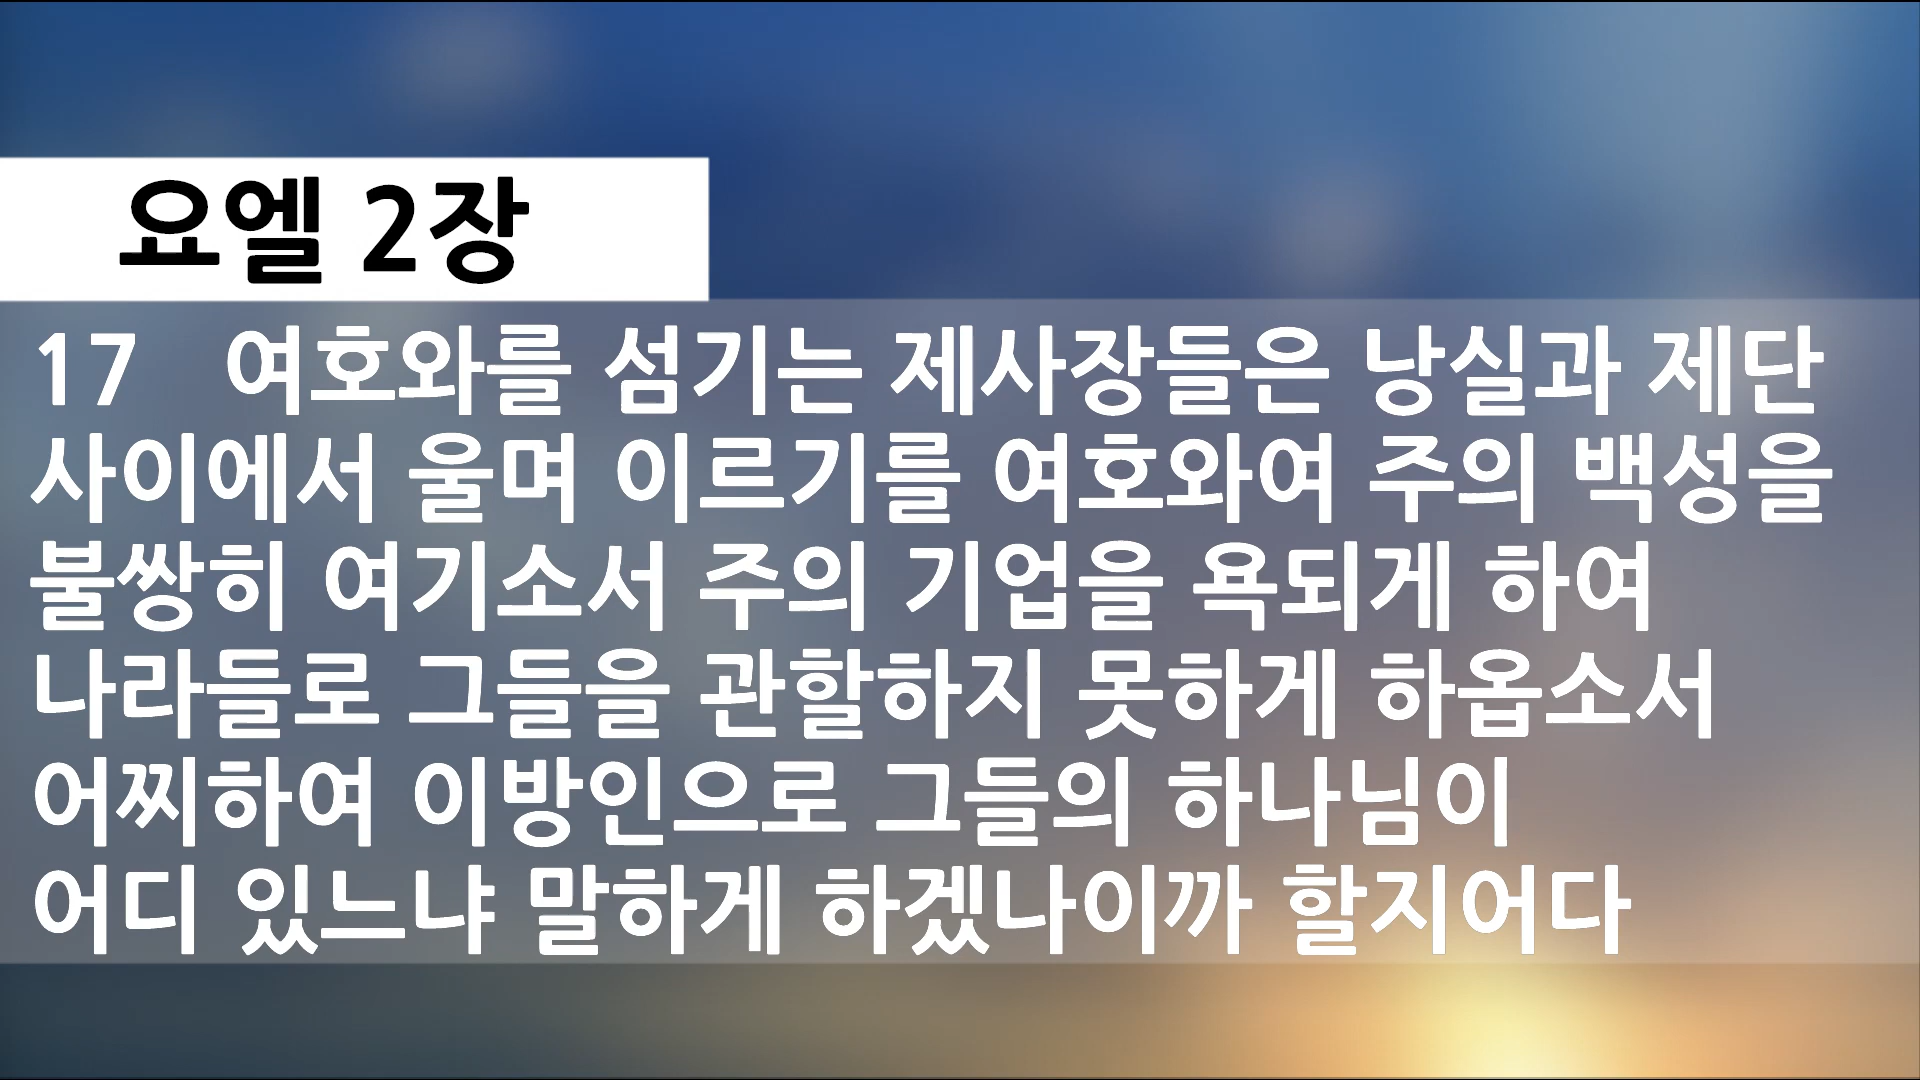 요엘 2장
17 여호와를 섬기는 제사장들은 낭실과 제단
사이에서 울며 이르기를 여호와여 주의 백성을
불쌍히 여기소서 주의 기업을 욕되게 하여
나라들로 그들을 관할하지 못하게 하옵소서
어찌하여 이방인으로 그들의 하나님이
어디 있느냐 말하게 하겠나이까 할지어다